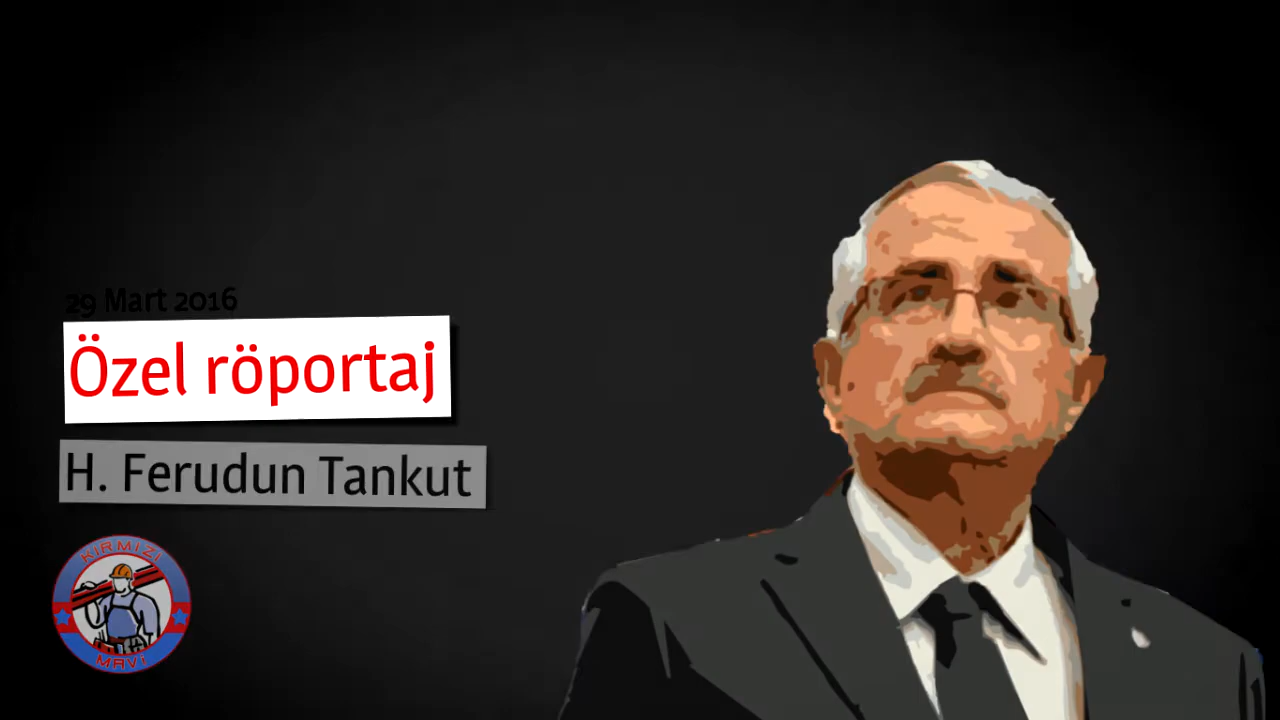 29 Mart 2016
Özel röportaj
H. Ferudun Tankut
KIRMIZI
MAVİ